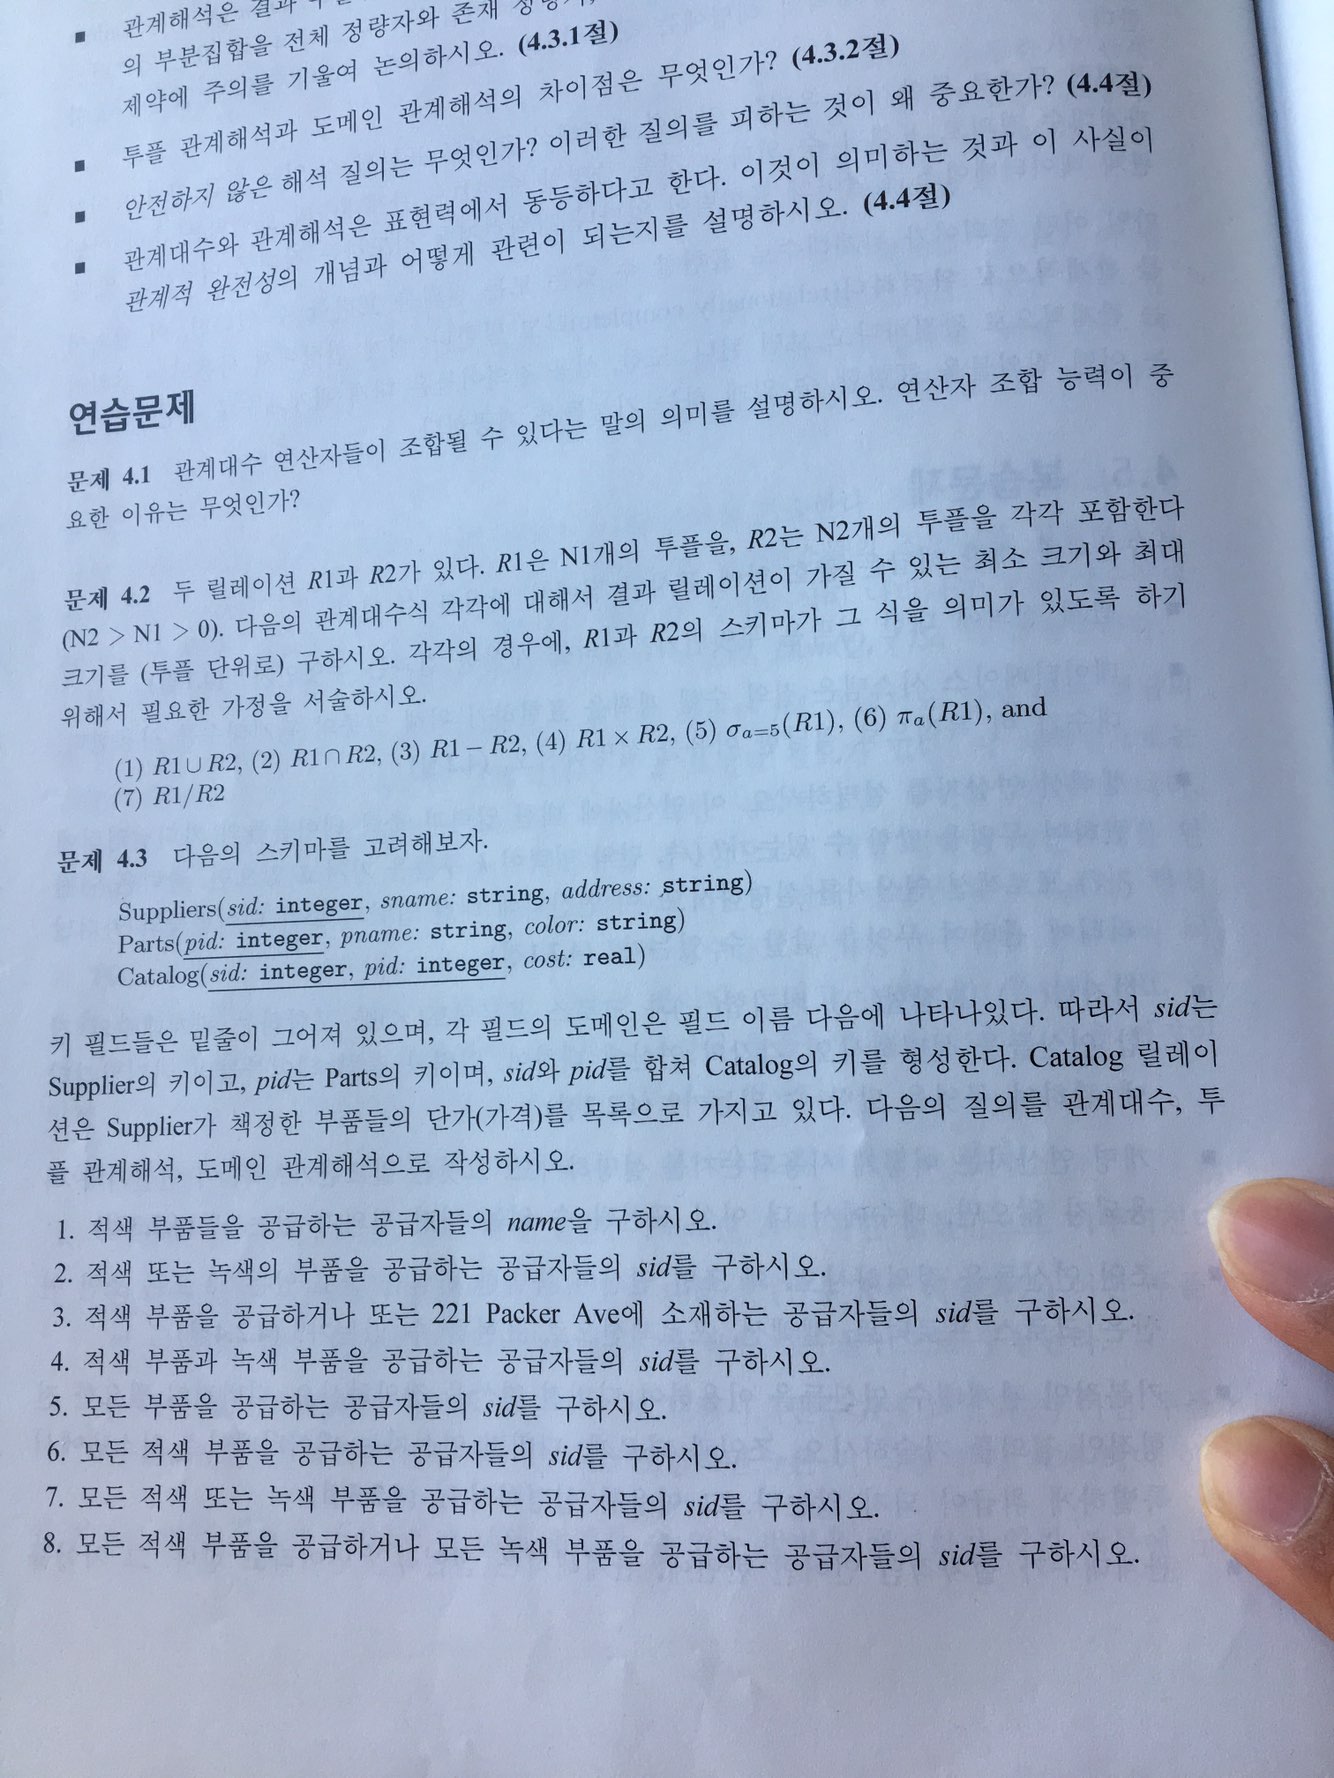 ■ 관계해석은 결과
의 부분집합을 전체 정량자와 존재
제약에 주의를 기울여 논의하시오. (4.3.1절)
■ 투플 관계해석과 도메인 관계해석의 차이점은 무엇인가? (4.3.2절)
■ 안전하지 않은 해석 질의는 무엇인가? 이러한 질의를 피하는 것이 왜 중요한가? (4.4절)
■ 관계대수와 관계해석은 표현력에서 동등하다고 한다. 이것이 의미하는 것과 이 사실이
관계적 완전성의 개념과 어떻게 관련이 되는지를 설명하시오. (4.4절)
연습문제
문제 4.1 관계대수 연산자들이 조합될 수 있다는 말의 의미를 설명하시오. 연산자 조합 능력이 중
요한 이유는 무엇인가?
문제 4.2 두 릴레이션 R1과 R2가 있다. R1은 N1개의 투플을, R2는 N2개의 투플을 각각 포함한다
(N2 > N1 > 0). 다음의 관계대수식 각각에 대해서 결과 릴레이션이 가질 수 있는 최소 크기와 최대
크기를 (투플 단위로) 구하시오. 각각의 경우에, R1과 R2의 스키마가 그 식을 의미가 있도록 하기
위해서 필요한 가정을 서술하시오.
(1) R1∪R2, (2) R1∩R2, (3) R1 − R2, (4) R1 × R2, (5) σa=5(R1), (6) πa(R1), and
(7) R1/R2
문제 4.3 다음의 스키마를 고려해보자.
Suppliers(sid: integer, sname: string, address: string)
Parts(pid: integer, pname: string, color: string)
Catalog(sid: integer, pid: integer, cost: real)
키 필드들은 밑줄이 그어져 있으며, 각 필드의 도메인은 필드 이름 다음에 나타나있다. 따라서 sid는
Supplier의 키이고, pid는 Parts의 키이며, sid와 pid를 합쳐 Catalog의 키를 형성한다. Catalog 릴레이
션은 Supplier가 책정한 부품들의 단가(가격)를 목록으로 가지고 있다. 다음의 질의를 관계대수, 투
플 관계해석, 도메인 관계해석으로 작성하시오.
1. 적색 부품들을 공급하는 공급자들의 name을 구하시오.
2. 적색 또는 녹색의 부품을 공급하는 공급자들의 sid를 구하시오.
3. 적색 부품을 공급하거나 또는 221 Packer Ave에 소재하는 공급자들의 sid를 구하시오.
4. 적색 부품과 녹색 부품을 공급하는 공급자들의 sid를 구하시오.
5. 모든 부품을 공급하는 공급자들의 sid를 구하시오.
6. 모든 적색 부품을 공급하는 공급자들의 sid를 구하시오.
7. 모든 적색 또는 녹색 부품을 공급하는 공급자들의 sid를 구하시오.
8. 모든 적색 부품을 공급하거나 모든 녹색 부품을 공급하는 공급자들의 sid를 구하시오.